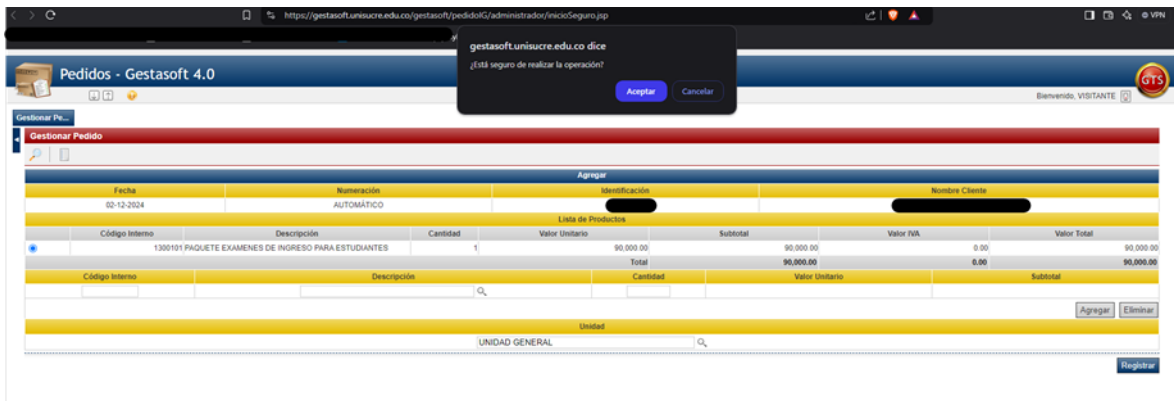 https://gestasoft.unisucre.edu.co/gestasoft/pedidoIG/administrador/inicioSeguro.jsp
VPN
gestasoft.unisucre.edu.co dice
¿Está seguro de realizar la operación?
Aceptar Cancelar
Pedidos - Gestasoft 4.0
GTS
Bienvenido, VISITANTE
Gestionar Pe...
Gestionar Pedido
Agregar
Fecha Numeración Identificación Nombre Cliente
02-12-2024 AUTOMÁTICO
Lista de Productos
Código Interno Descripción Cantidad Valor Unitario Subtotal Valor IVA Valor Total
1300101 PAQUETE EXAMENES DE INGRESO PARA ESTUDIANTES 1 90,000.00 90,000.00 0.00 90,000.00
Total 90,000.00 0.00 90,000.00
Código Interno Descripción Cantidad Valor Unitario Subtotal
Agregar Eliminar
Unidad
UNIDAD GENERAL
Registrar